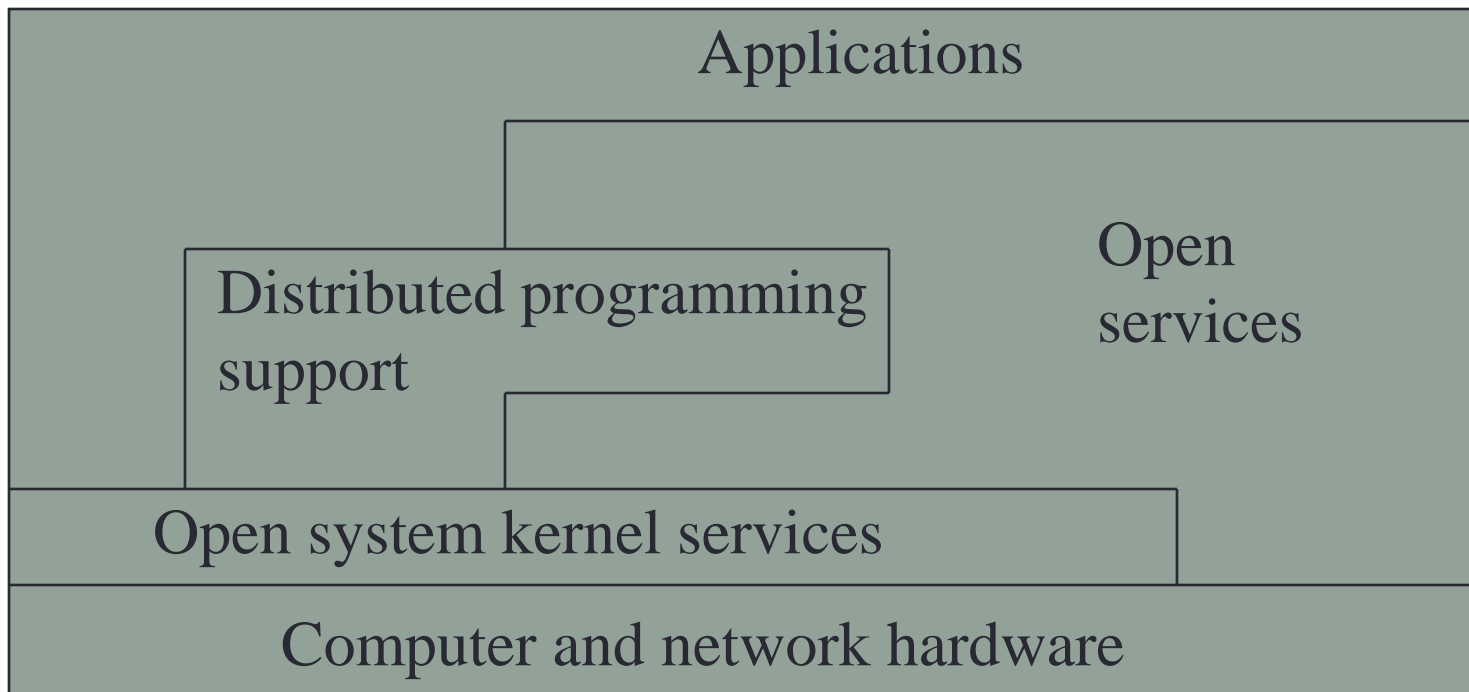 Applications
Open
services
Distributed programming
support
Open system kernel services
Computer and network hardware